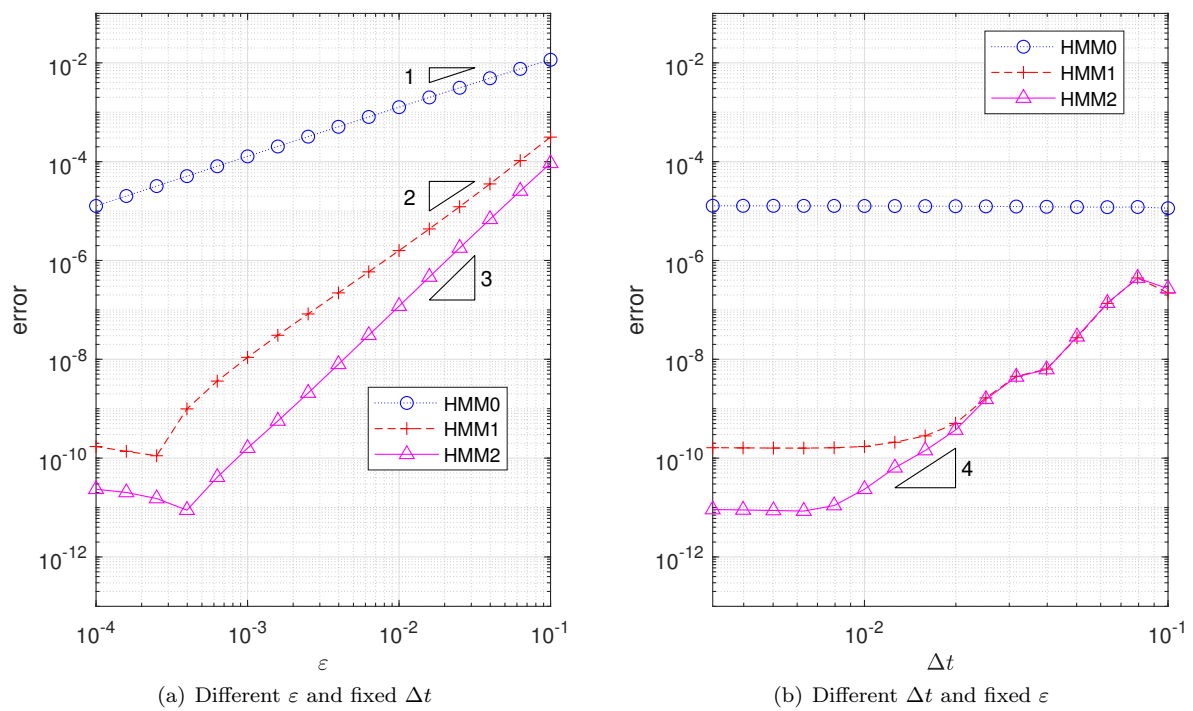 10^-2
10^-4
10^-6
10^-8
10^-10
10^-12
error
1
2
3
HMM0
HMM1
HMM2
10^-4
10^-3
10^-2
10^-1
ε
(a) Different ε and fixed Δt
10^-2
10^-4
10^-6
10^-8
10^-10
10^-12
error
HMM0
HMM1
HMM2
4
10^-2
10^-1
Δt
(b) Different Δt and fixed ε